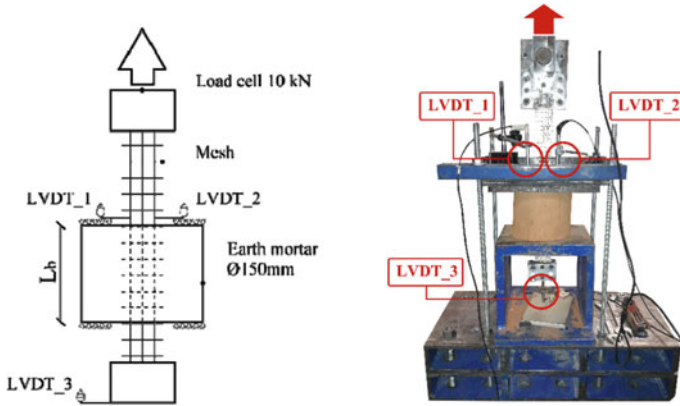 Load cell 10 kN
Mesh
LVDT_1
LVDT_2
Lb
Earth mortar
Ø150mm
LVDT_3
LVDT_1
LVDT_2
LVDT_3